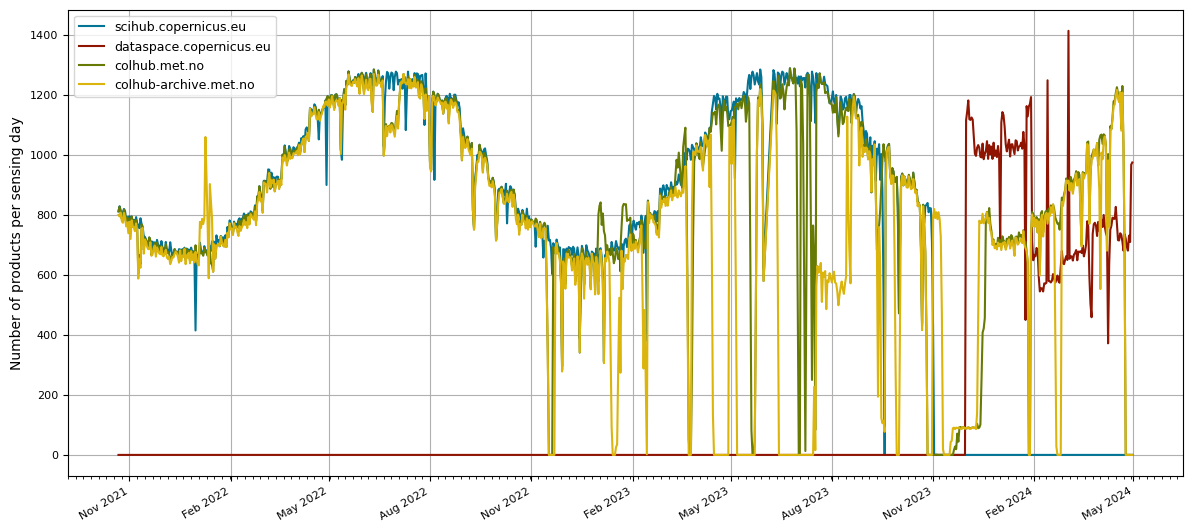 scihub.copernicus.eu
dataspace.copernicus.eu
colhub.met.no
colhub-archive.met.no
Number of products per sensing day
1400
1200
1000
800
600
400
200
0
Nov 2021
Feb 2022
May 2022
Aug 2022
Nov 2022
Feb 2023
May 2023
Aug 2023
Nov 2023
Feb 2024
May 2024